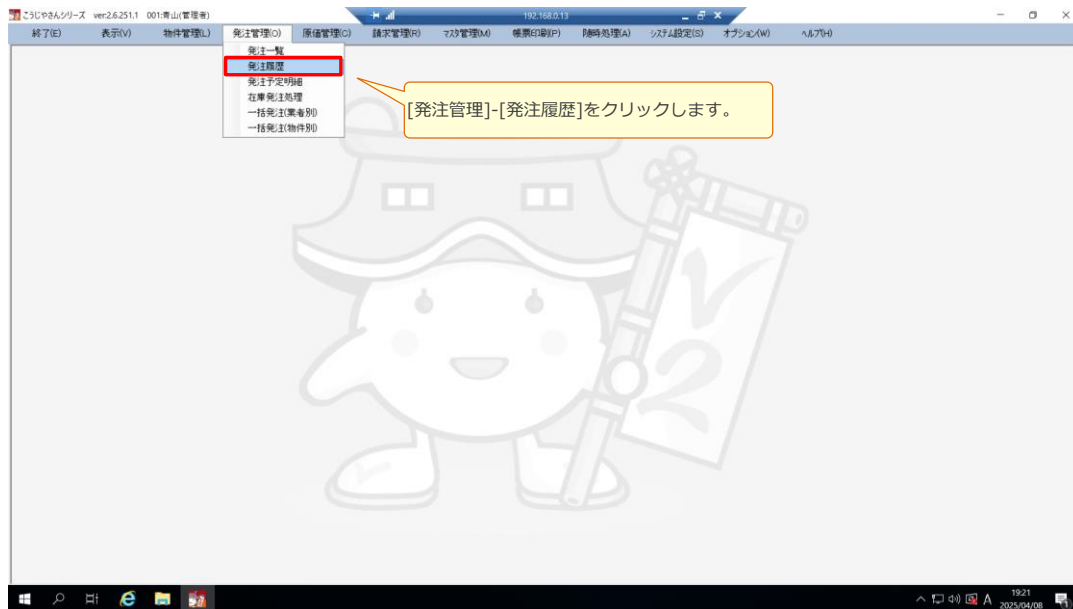 こうじやさんシリーズ ver.2.6.251.1 001:青山(管理者)
192.168.0.13
終了(E) 表示(V) 物件管理(L) 発注管理(O) 原価管理(C) 請求管理(R) マスタ管理(M) 帳票印刷(P) 随時処理(A) システム設定(S) オプション(W) ヘルプ(H)
発注一覧
発注履歴
発注予定明細
在庫発注処理
一括発注(業者別)
一括発注(物件別)
[発注管理]-[発注履歴]をクリックします。
V
2
A
19:21
2025/04/08